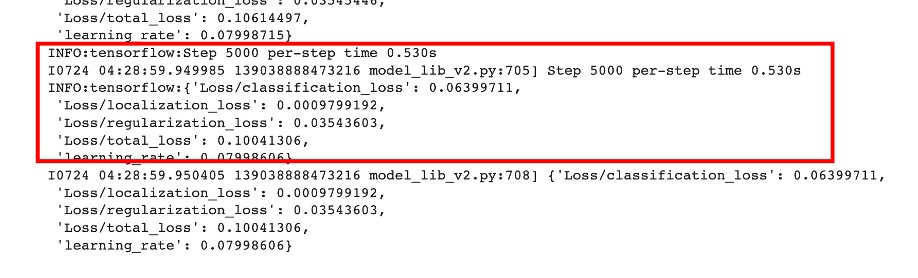 'Loss/regularization_loss': 0.03545446,
'Loss/total_loss': 0.10614497,
'learning_rate': 0.07998715}
INFO:tensorflow:Step 5000 per-step time 0.530s
I0724 04:28:59.949985 139038888473216 model_lib_v2.py:705] Step 5000 per-step time 0.530s
INFO:tensorflow:{'Loss/classification_loss': 0.06399711,
'Loss/localization_loss': 0.0009799192,
'Loss/regularization_loss': 0.03543603,
'Loss/total_loss': 0.10041306,
'learning_rate': 0.07998606}
I0724 04:28:59.950405 139038888473216 model_lib_v2.py:708] {'Loss/classification_loss': 0.06399711,
'Loss/localization_loss': 0.0009799192,
'Loss/regularization_loss': 0.03543603,
'Loss/total_loss': 0.10041306,
'learning_rate': 0.07998606}